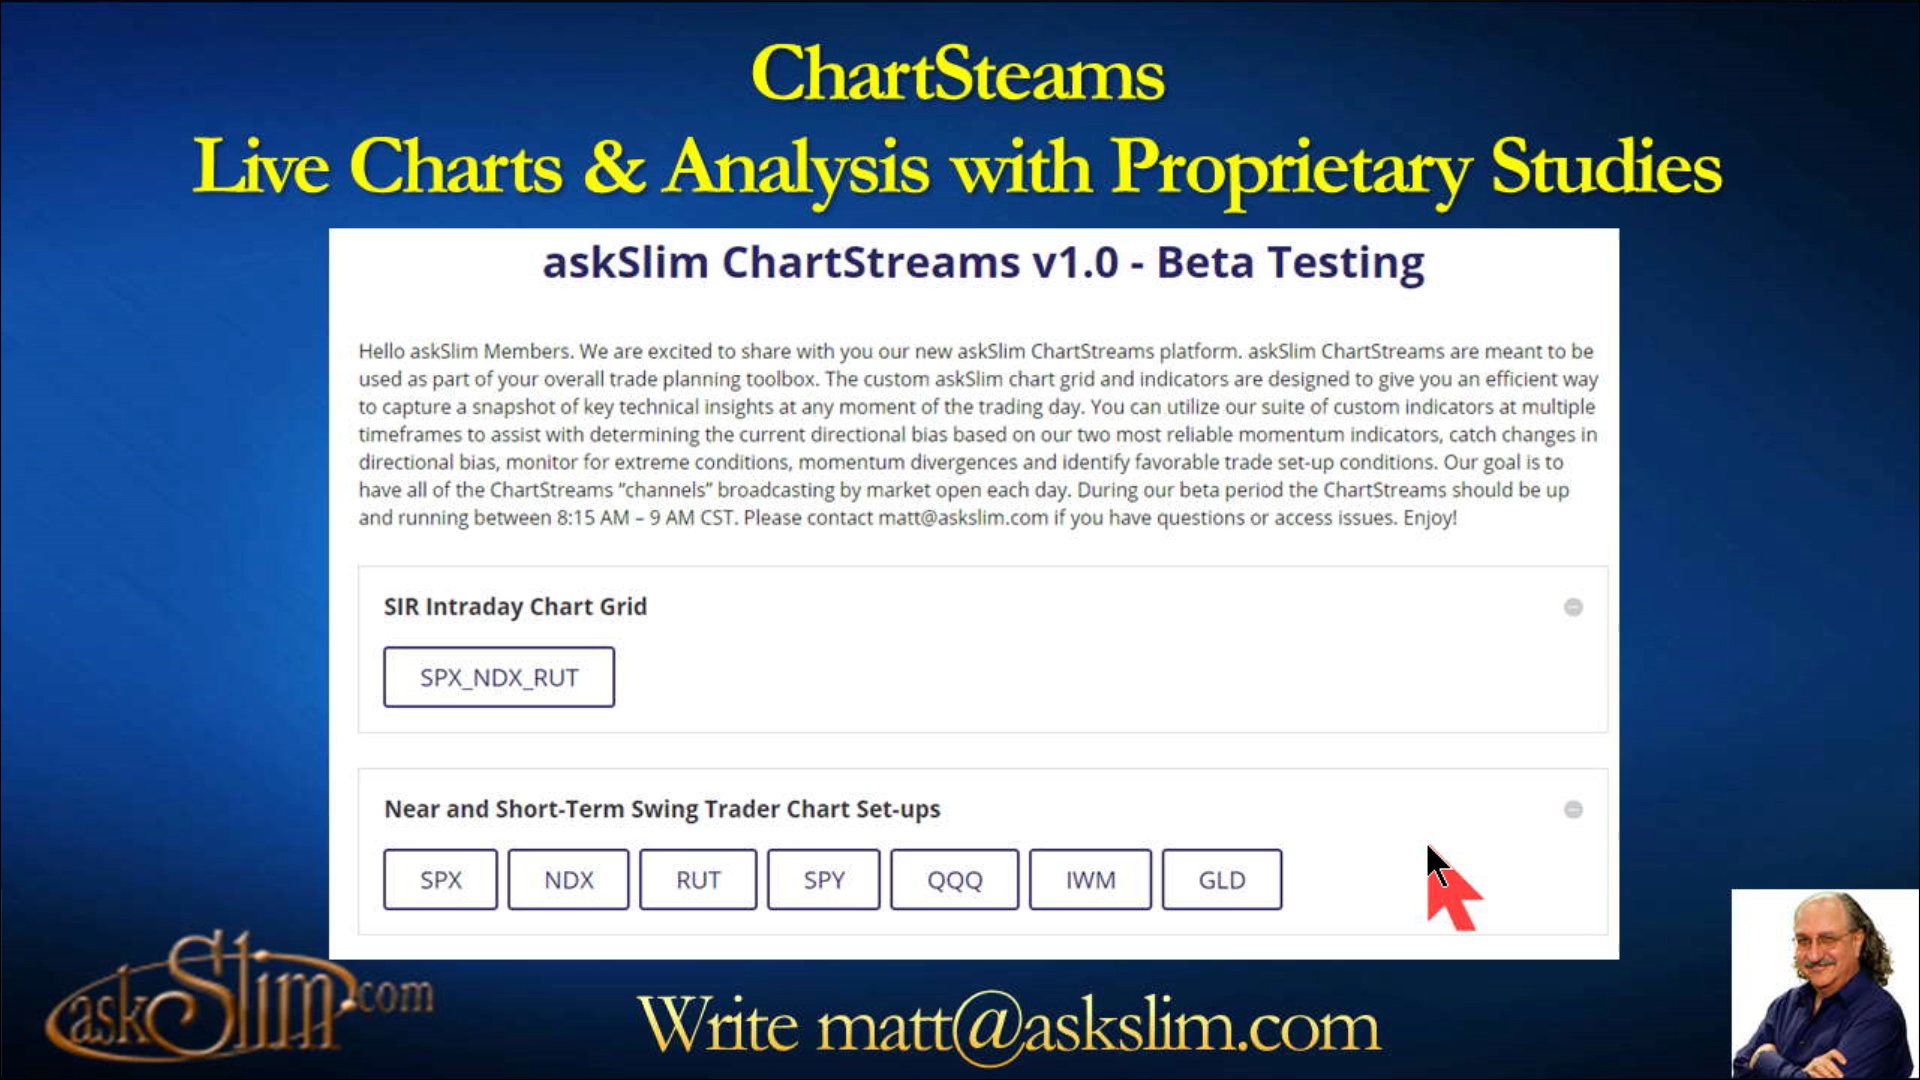 ChartSteams
Live Charts & Analysis with Proprietary Studies
askSlim ChartStreams v1.0 - Beta Testing
Hello askSlim Members. We are excited to share with you our new askSlim ChartStreams platform. askSlim ChartStreams are meant to be
used as part of your overall trade planning toolbox. The custom askSlim chart grid and indicators are designed to give you an efficient way
to capture a snapshot of key technical insights at any moment of the trading day. You can utilize our suite of custom indicators at multiple
timeframes to assist with determining the current directional bias based on our two most reliable momentum indicators, catch changes in
directional bias, monitor for extreme conditions, momentum divergences and identify favorable trade set-up conditions. Our goal is to
have all of the ChartStreams “channels” broadcasting by market open each day. During our beta period the ChartStreams should be up
and running between 8:15 AM – 9 AM CST. Please contact matt@askslim.com if you have questions or access issues. Enjoy!
SIR Intraday Chart Grid
SPX_NDX_RUT
Near and Short-Term Swing Trader Chart Set-ups
SPX NDX RUT SPY QQQ IWM GLD
askSlim.com
Write matt@askslim.com